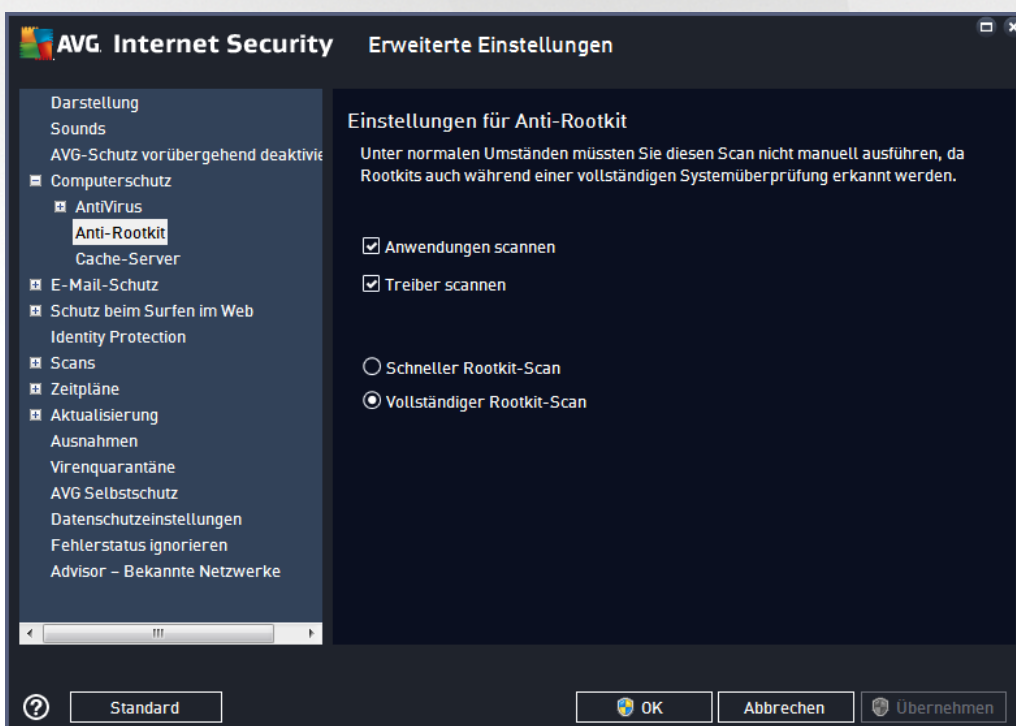 AVG. Internet Security Erweiterte Einstellungen
Darstellung
Sounds
AVG-Schutz vorübergehend deaktivie
Computerschutz
AntiVirus
Anti-Rootkit
Cache-Server
E-Mail-Schutz
Schutz beim Surfen im Web
Identity Protection
Scans
Zeitpläne
Aktualisierung
Ausnahmen
Virenquarantäne
AVG Selbstschutz
Datenschutzeinstellungen
Fehlerstatus ignorieren
Advisor – Bekannte Netzwerke
Einstellungen für Anti-Rootkit
Unter normalen Umständen müssten Sie diesen Scan nicht manuell ausführen, da
Rootkits auch während einer vollständigen Systemüberprüfung erkannt werden.
Anwendungen scannen
Treiber scannen
Schneller Rootkit-Scan
Vollständiger Rootkit-Scan
? Standard OK Abbrechen Übernehmen